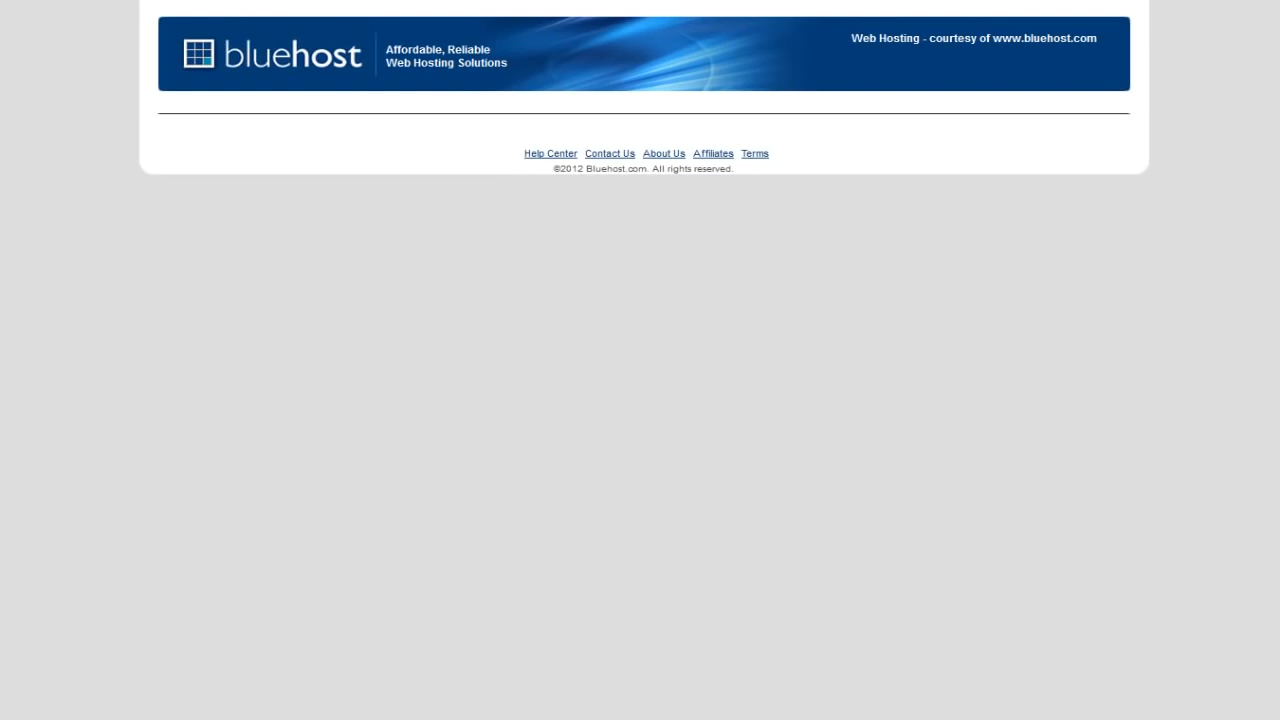 bluehost
Affordable, Reliable
Web Hosting Solutions
Web Hosting - courtesy of www.bluehost.com
Help Center Contact Us About Us Affiliates Terms
©2012 Bluehost.com. All rights reserved.